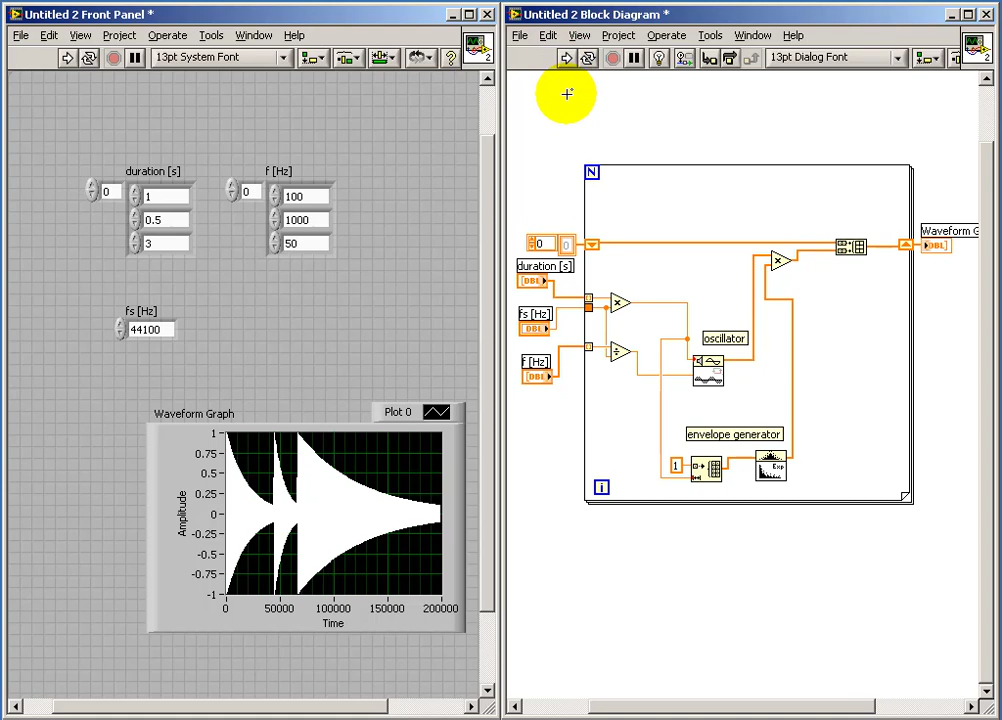 Untitled 2 Front Panel *
File Edit View Project Operate Tools Window Help
13pt System Font
?
2
duration [s]
f [Hz]
0
1
0.5
3
0
100
1000
50
fs [Hz]
44100
Waveform Graph
Plot 0
1
0.75
0.5
0.25
0
-0.25
-0.5
-0.75
-1
Amplitude
0
50000
100000
150000
200000
Time
Untitled 2 Block Diagram *
File Edit View Project Operate Tools Window Help
13pt Dialog Font
2
N
0
0
Waveform G
DBL]
duration [s]
[DBL]
fs [Hz]
DBL
f [Hz]
[DBL]
×
×
÷
oscillator
envelope generator
1
Exp
i